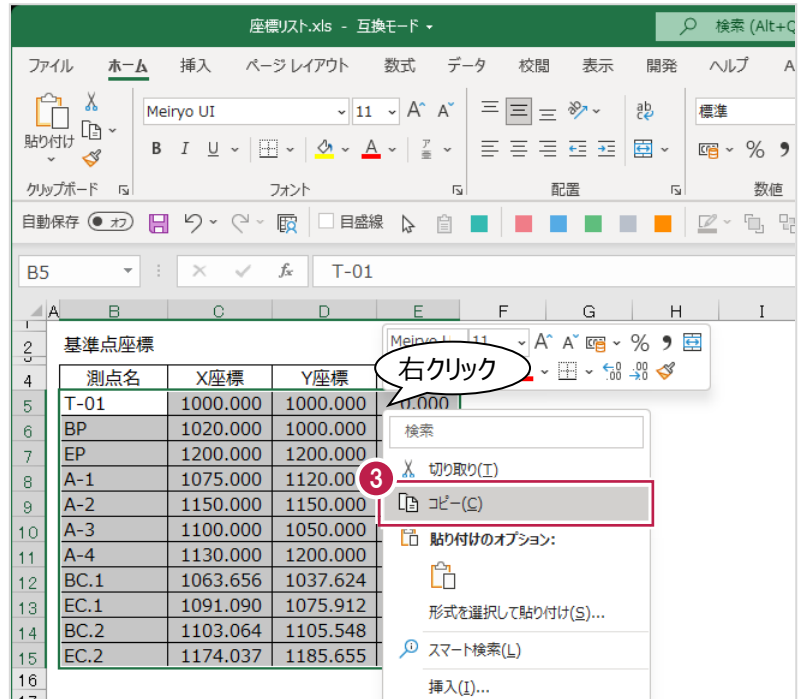 座標リスト.xls - 互換モード
検索 (Alt+Q
ファイル ホーム 挿入 ページ レイアウト 数式 データ 校閲 表示 開発 ヘルプ A
Meiryo UI 11 A A ab 標準
貼り付け B I U A ア 亜 % 9
クリップボード フォント 配置 数値
自動保存 オフ 目盛線
B5 fx T-01
A B C D E F G H I
2 基準点座標
Meiryo U 11 A A % 9
右クリック
4 測点名 X座標 Y座標
.00 .0
5 T-01 1000.000 1000.000 0.000
6 BP 1020.000 1000.000
検索
7 EP 1200.000 1200.000
8 A-1 1075.000 1120.00
3
切り取り(T)
9 A-2 1150.000 1150.000
コピー(C)
10 A-3 1100.000 1050.000
貼り付けのオプション:
11 A-4 1130.000 1200.000
12 BC.1 1063.656 1037.624
13 EC.1 1091.090 1075.912
形式を選択して貼り付け(S)...
14 BC.2 1103.064 1105.548
スマート検索(L)
15 EC.2 1174.037 1185.655
16
挿入(I)...